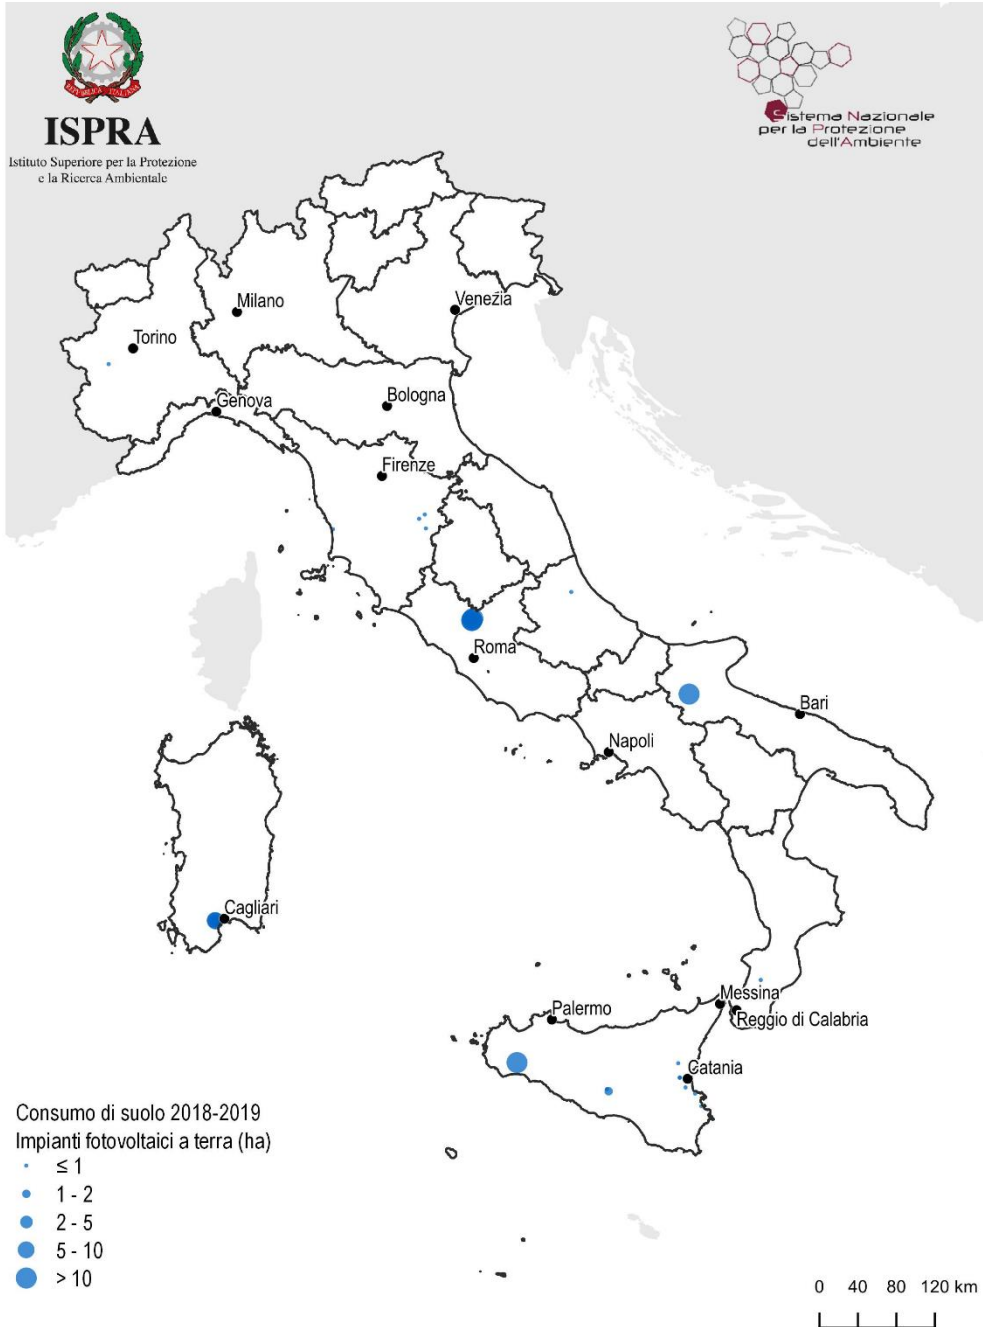 REPVBBLICA ITALIANA
ISPRA
Istituto Superiore per la Protezione
e la Ricerca Ambientale
Sistema Nazionale
per la Protezione
dell'Ambiente
Milano
Venezia
Torino
Genova
Bologna
Firenze
Roma
Bari
Napoli
Cagliari
Messina
Palermo
Reggio di Calabria
Catania
Consumo di suolo 2018-2019
Impianti fotovoltaici a terra (ha)
≤ 1
1 - 2
2 - 5
5 - 10
> 10
0 40 80 120 km